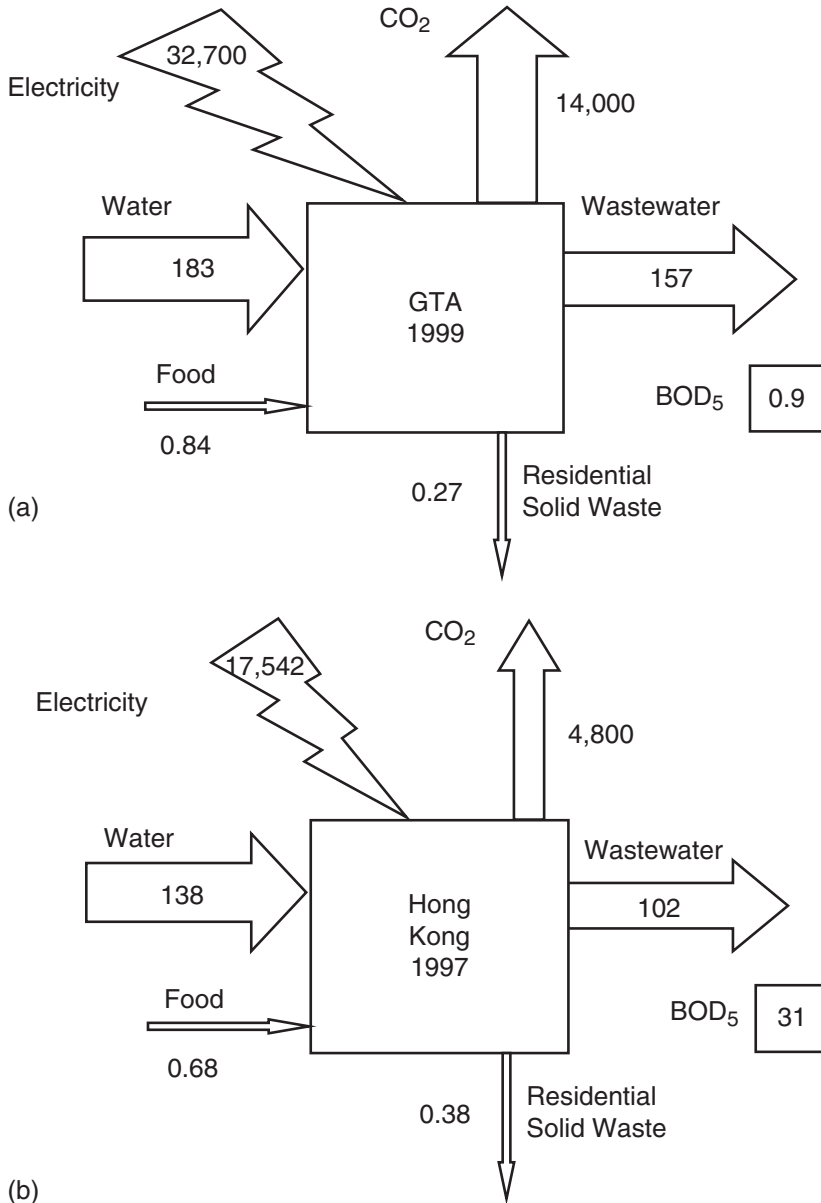 CO2
32,700
Electricity
14,000
Water
Wastewater
183
157
GTA
1999
Food
BOD5
0.9
0.84
0.27
Residential
Solid Waste
(a)
CO2
17,542
Electricity
4,800
Water
Wastewater
138
102
Hong
Kong
1997
Food
BOD5
31
0.68
0.38
Residential
Solid Waste
(b)